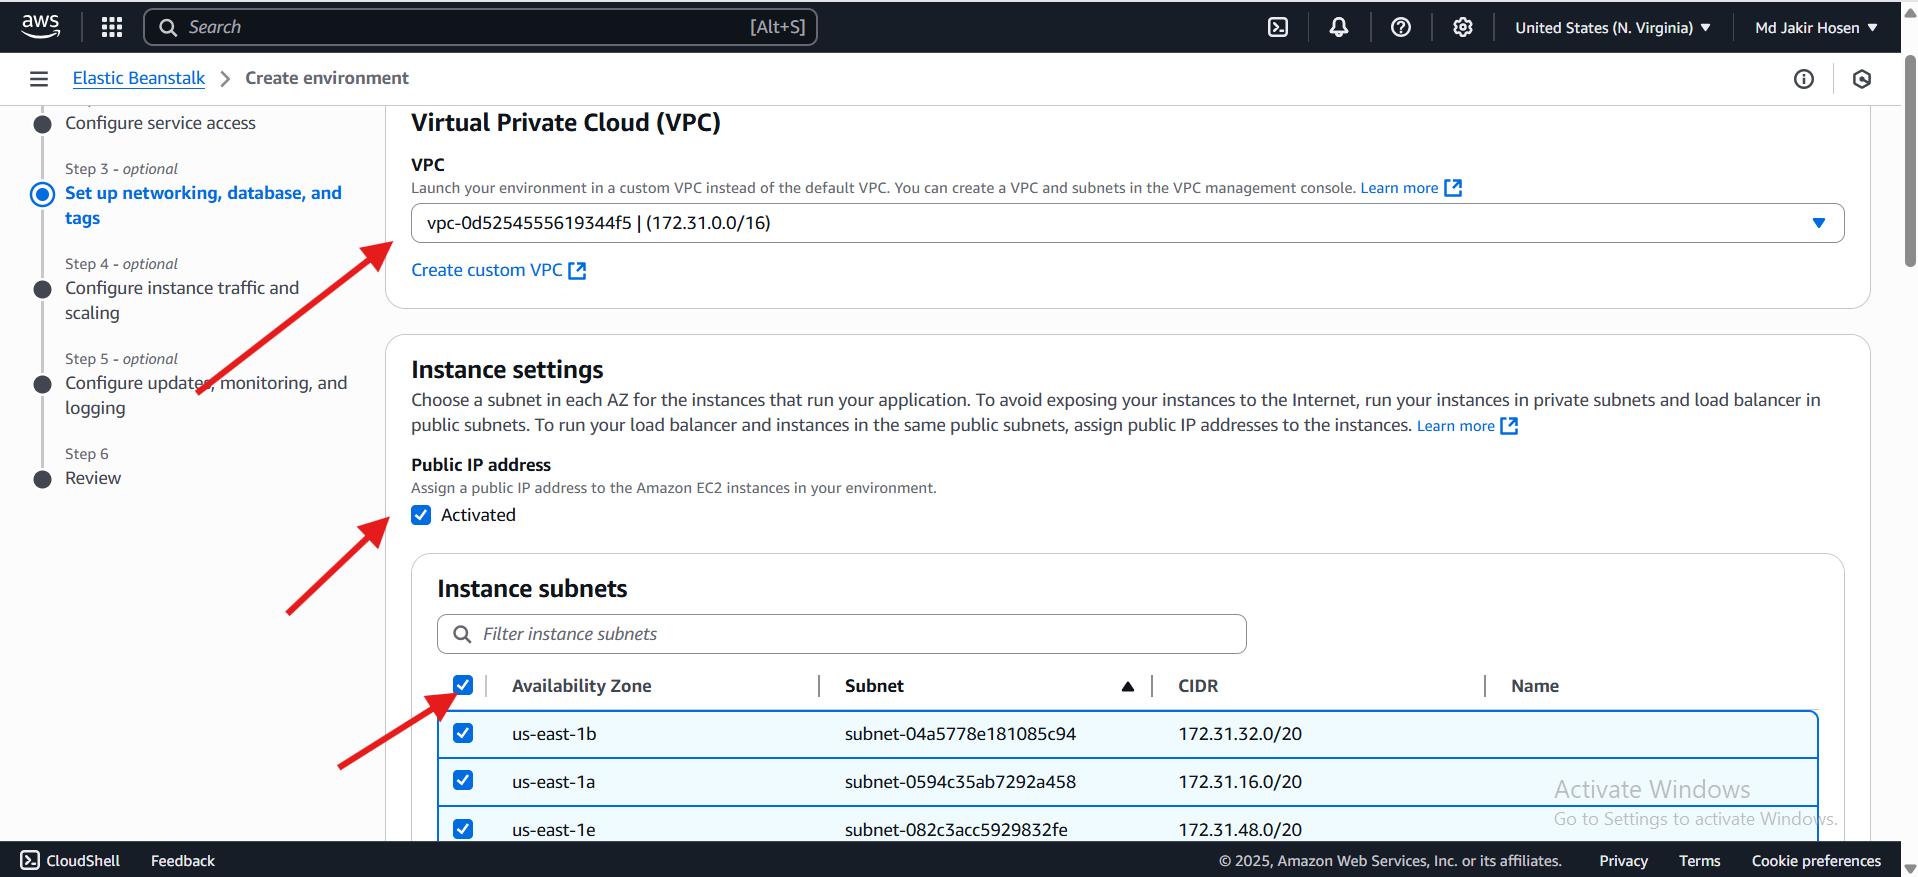 aws
Search
[Alt+S]
United States (N. Virginia)
Md Jakir Hosen
Elastic Beanstalk
Create environment
Configure service access
Step 3 - optional
Set up networking, database, and
tags
Step 4 - optional
Configure instance traffic and
scaling
Step 5 - optional
Configure updates, monitoring, and
logging
Step 6
Review
Virtual Private Cloud (VPC)
VPC
Launch your environment in a custom VPC instead of the default VPC. You can create a VPC and subnets in the VPC management console. Learn more
vpc-0d5254555619344f5 | (172.31.0.0/16)
Create custom VPC
Instance settings
Choose a subnet in each AZ for the instances that run your application. To avoid exposing your instances to the Internet, run your instances in private subnets and load balancer in
public subnets. To run your load balancer and instances in the same public subnets, assign public IP addresses to the instances. Learn more
Public IP address
Assign a public IP address to the Amazon EC2 instances in your environment.
Activated
Instance subnets
Filter instance subnets
Availability Zone Subnet CIDR Name
us-east-1b subnet-04a5778e181085c94 172.31.32.0/20
us-east-1a subnet-0594c35ab7292a458 172.31.16.0/20
us-east-1e subnet-082c3acc5929832fe 172.31.48.0/20
Activate Windows
Go to Settings to activate Windows.
CloudShell
Feedback
© 2025, Amazon Web Services, Inc. or its affiliates.
Privacy
Terms
Cookie preferences